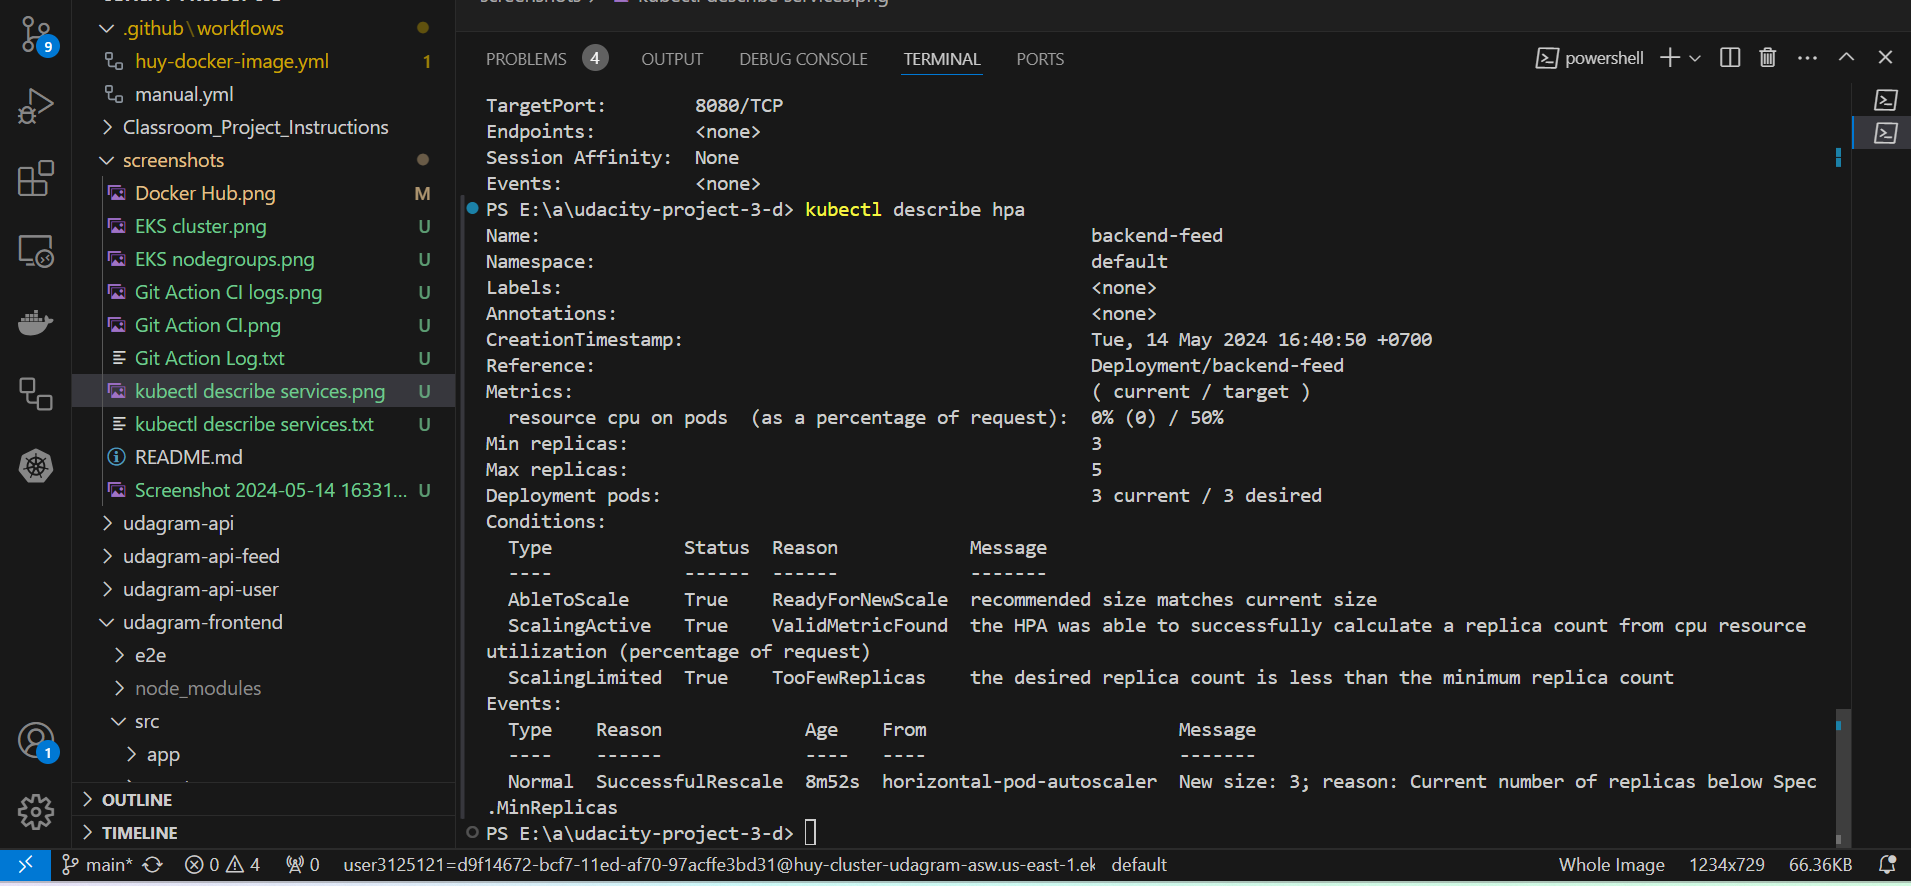 9
.github\workflows
huy-docker-image.yml 1
manual.yml
Classroom_Project_Instructions
screenshots
Docker Hub.png M
EKS cluster.png U
EKS nodegroups.png U
Git Action CI logs.png U
Git Action CI.png U
Git Action Log.txt U
kubectl describe services.png U
kubectl describe services.txt U
README.md
Screenshot 2024-05-14 16331... U
udagram-api
udagram-api-feed
udagram-api-user
udagram-frontend
e2e
node_modules
src
app
OUTLINE
TIMELINE
1
kubectl describe services.png
PROBLEMS 4 OUTPUT DEBUG CONSOLE TERMINAL PORTS powershell
TargetPort: 8080/TCP
Endpoints: <none>
Session Affinity: None
Events: <none>
PS E:\a\udacity-project-3-d> kubectl describe hpa
Name: backend-feed
Namespace: default
Labels: <none>
Annotations: <none>
CreationTimestamp: Tue, 14 May 2024 16:40:50 +0700
Reference: Deployment/backend-feed
Metrics: ( current / target )
resource cpu on pods (as a percentage of request): 0% (0) / 50%
Min replicas: 3
Max replicas: 5
Deployment pods: 3 current / 3 desired
Conditions:
Type Status Reason Message
---- ------ ------ -------
AbleToScale True ReadyForNewScale recommended size matches current size
ScalingActive True ValidMetricFound the HPA was able to successfully calculate a replica count from cpu resource
utilization (percentage of request)
ScalingLimited True TooFewReplicas the desired replica count is less than the minimum replica count
Events:
Type Reason Age From Message
---- ------ ---- ---- -------
Normal SuccessfulRescale 8m52s horizontal-pod-autoscaler New size: 3; reason: Current number of replicas below Spec
.MinReplicas
PS E:\a\udacity-project-3-d>
main* 0 4 0 user3125121=d9f14672-bcf7-11ed-af70-97acffe3bd31@huy-cluster-udagram-asw.us-east-1.ek default Whole Image 1234x729 66.36KB